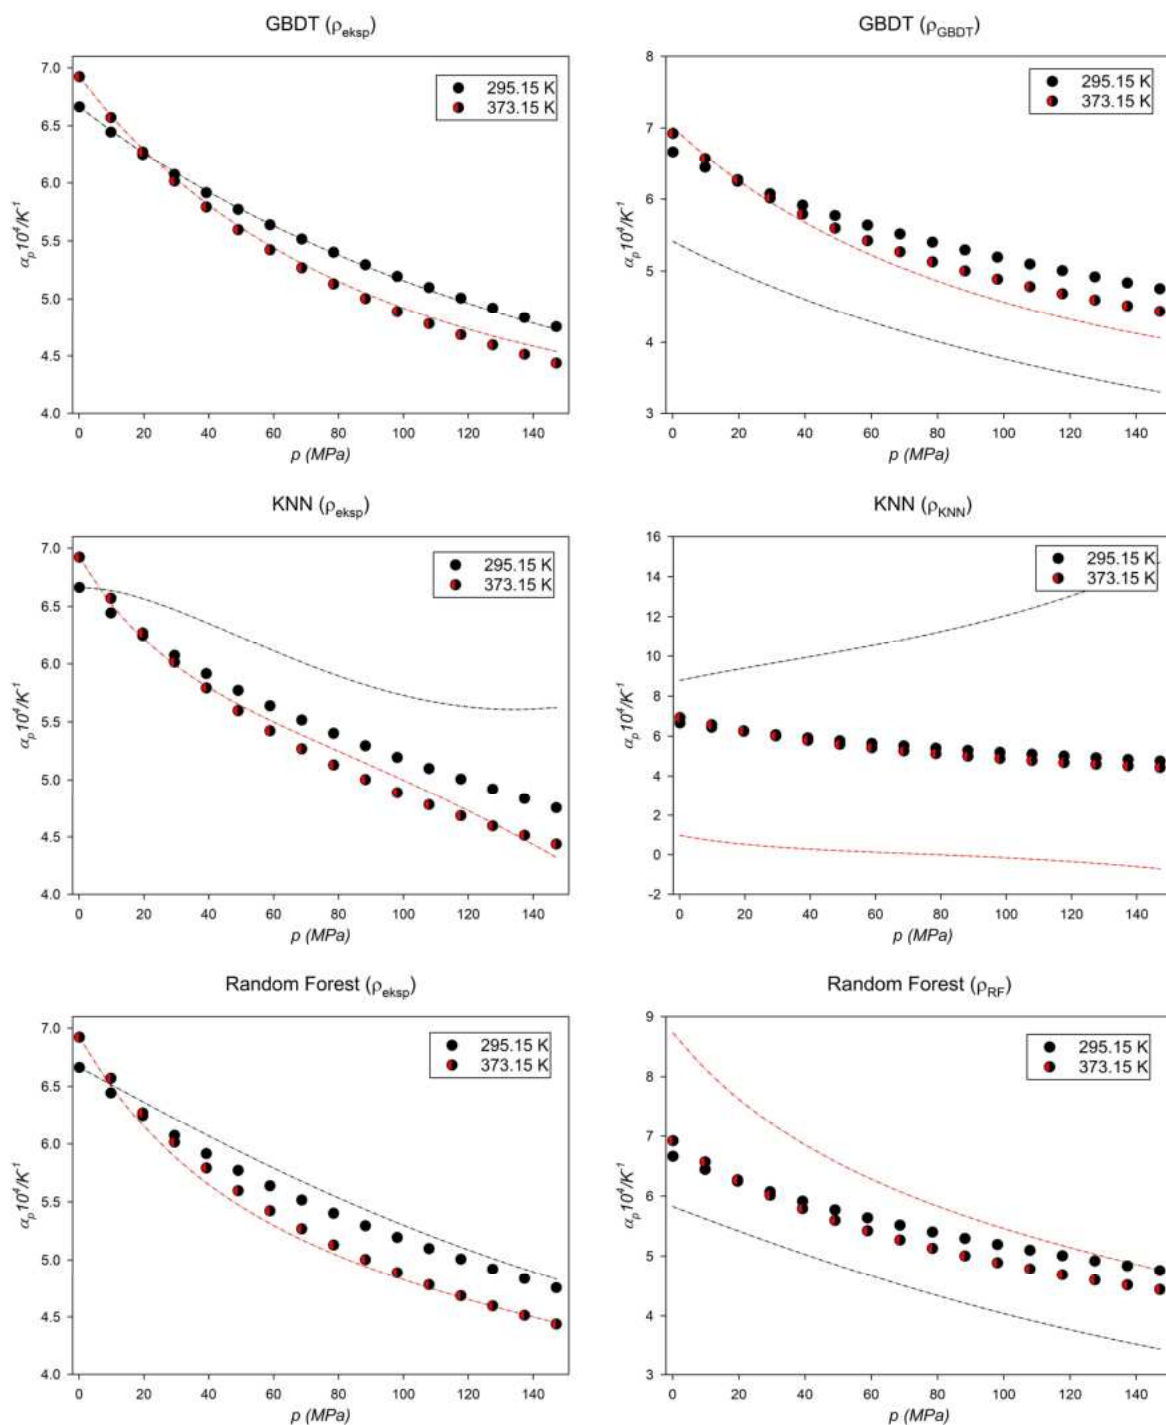 GBDT (ρeksp)
7.0
6.5
6.0
5.5
5.0
4.5
4.0
αp10⁴/K⁻¹
295.15 K
373.15 K
0 20 40 60 80 100 120 140
p (MPa)
GBDT (ρGBDT)
8
7
6
5
4
3
αp10⁴/K⁻¹
295.15 K
373.15 K
0 20 40 60 80 100 120 140
p (MPa)
KNN (ρeksp)
7.0
6.5
6.0
5.5
5.0
4.5
4.0
αp10⁴/K⁻¹
295.15 K
373.15 K
0 20 40 60 80 100 120 140
p (MPa)
KNN (ρKNN)
16
14
12
10
8
6
4
2
0
-2
αp10⁴/K⁻¹
295.15 K
373.15 K
0 20 40 60 80 100 120 140
p (MPa)
Random Forest (ρeksp)
7.0
6.5
6.0
5.5
5.0
4.5
4.0
αp10⁴/K⁻¹
295.15 K
373.15 K
0 20 40 60 80 100 120 140
p (MPa)
Random Forest (ρRF)
9
8
7
6
5
4
3
αp10⁴/K⁻¹
295.15 K
373.15 K
0 20 40 60 80 100 120 140
p (MPa)